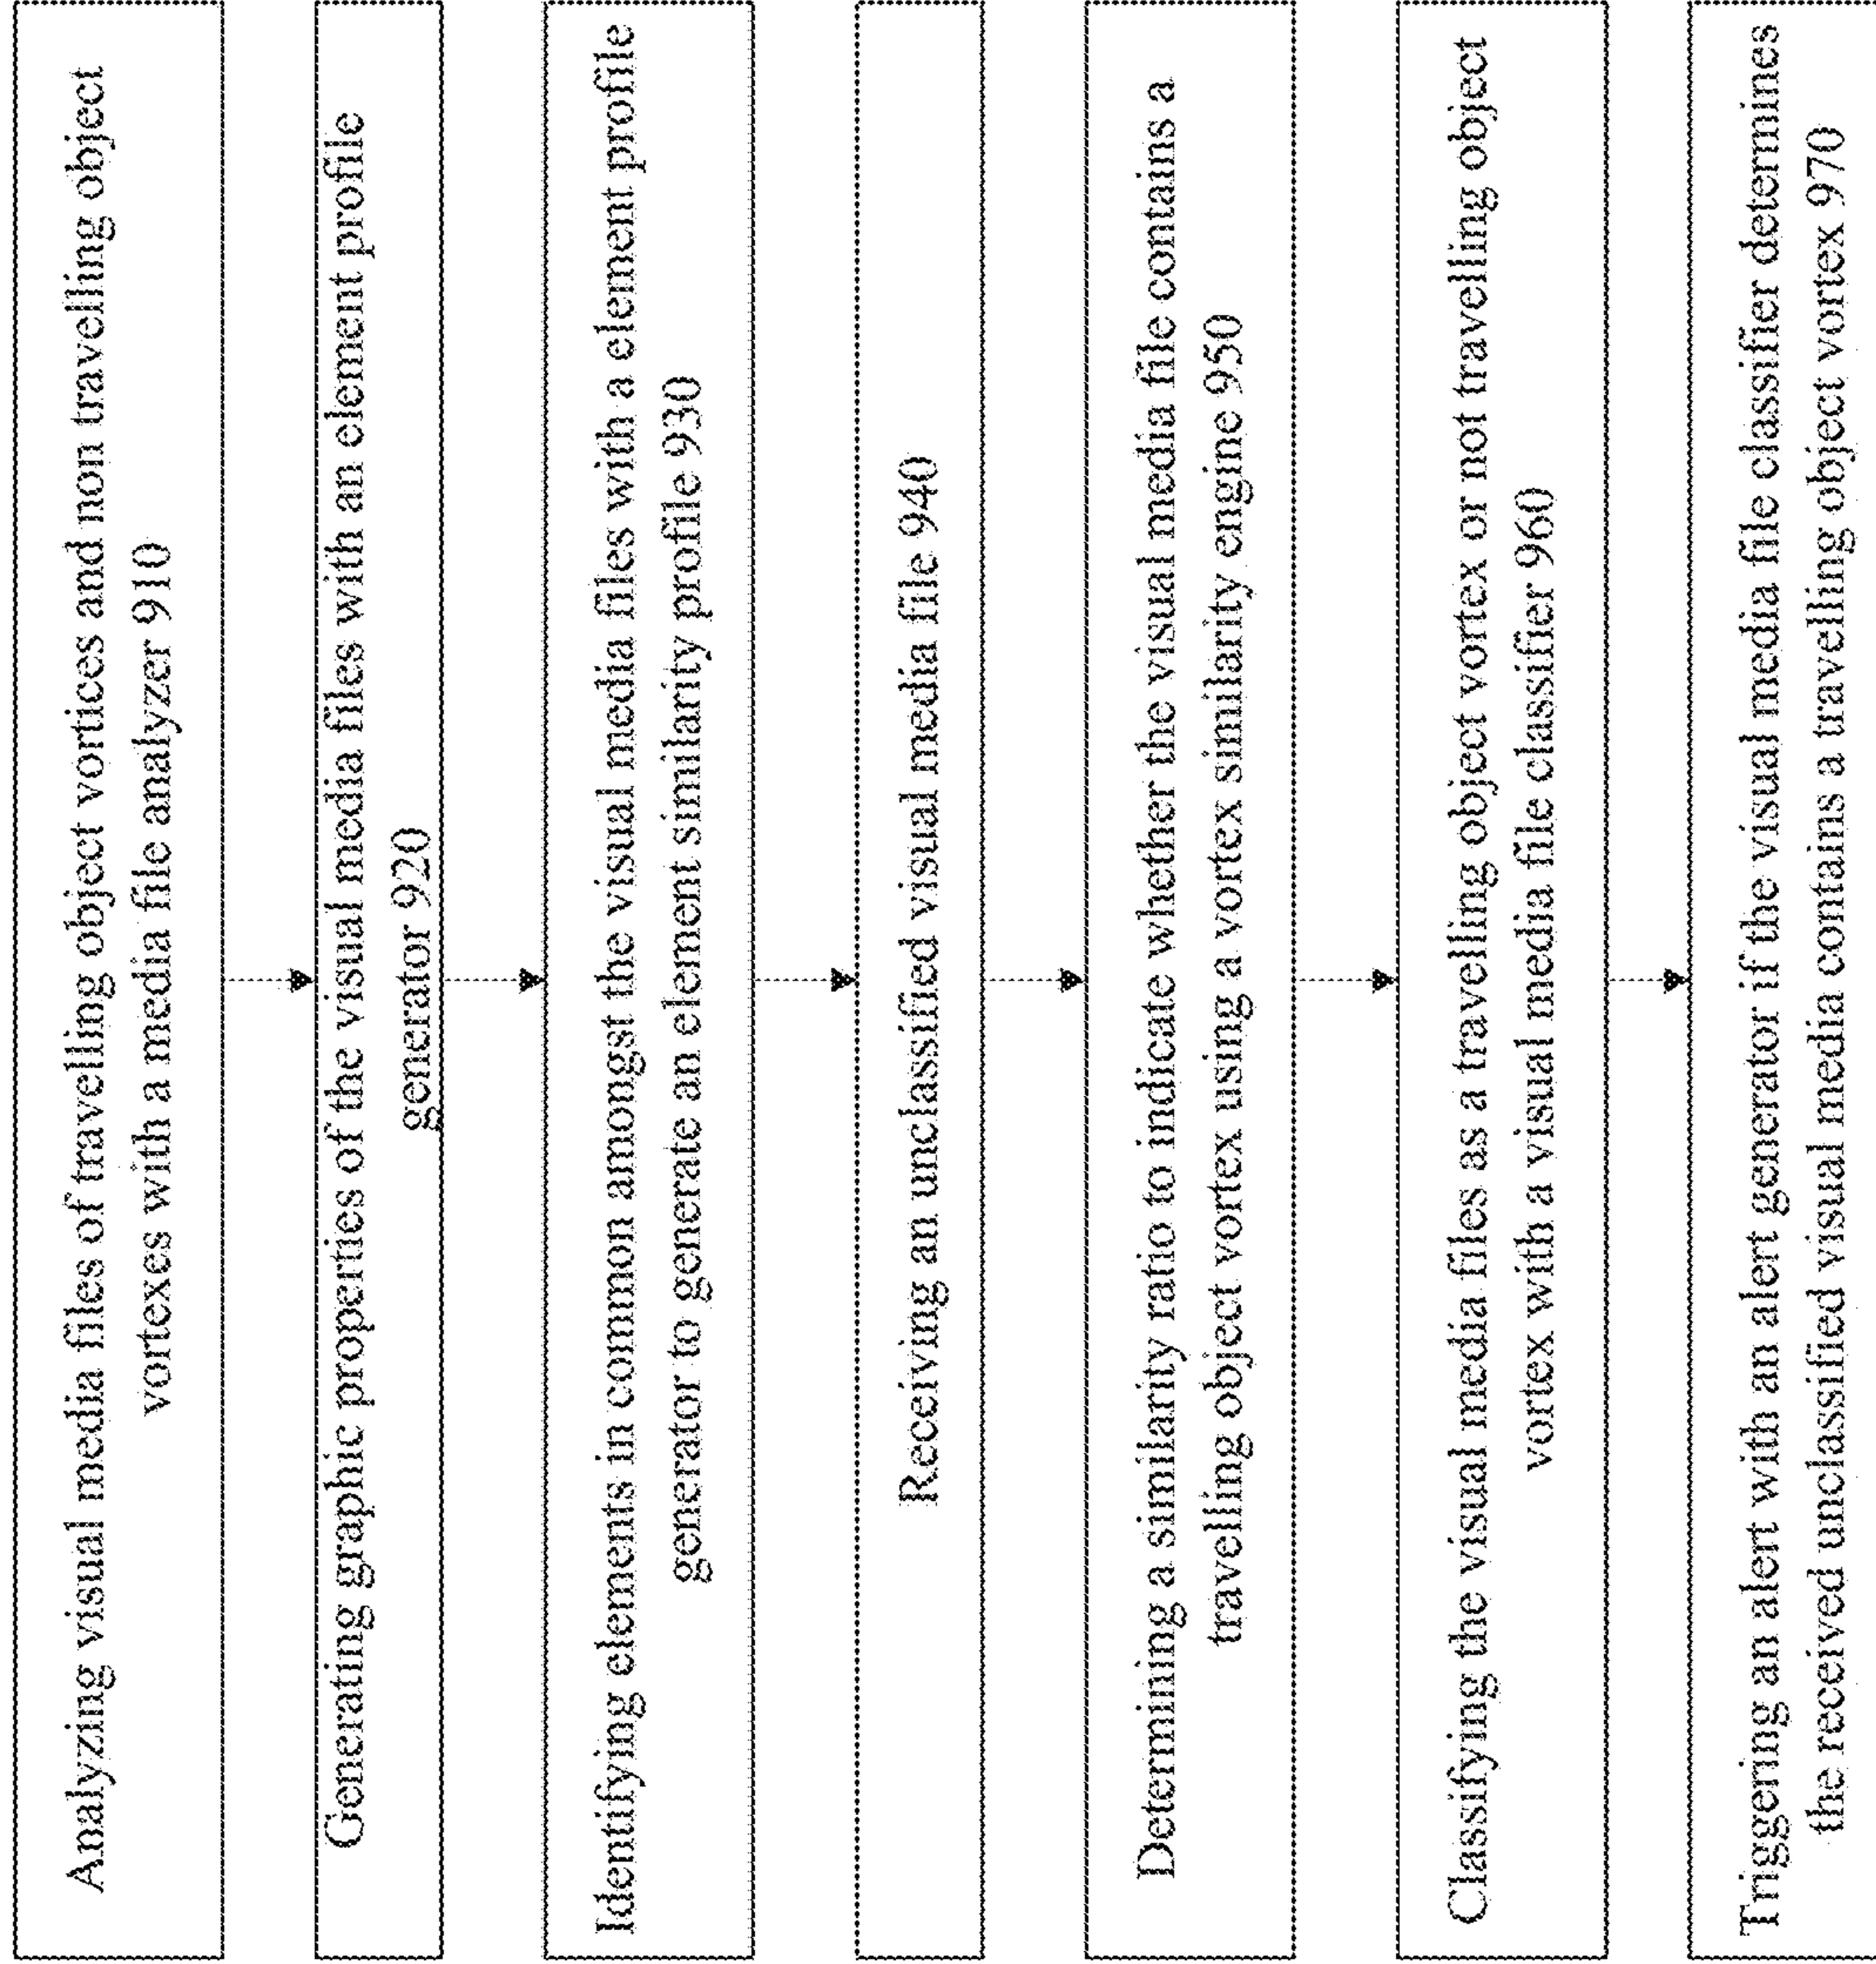 Analyzing visual media files of travelling object vortices and non travelling object
vortexes with a media file analyzer 910
Generating graphic properties of the visual media files with an element profile
generator 920
Identifying elements in common amongst the visual media files with a element profile
generator to generate an element similarity profile 930
Receiving an unclassified visual media file 940
Determining a similarity ratio to indicate whether the visual media file contains a
travelling object vortex using a vortex similarity engine 950
Classifying the visual media files as a travelling object vortex or not travelling object
vortex with a visual media file classifier 960
Triggering an alert with an alert generator if the visual media file classifier determines
the received unclassified visual media contains a travelling object vortex 970